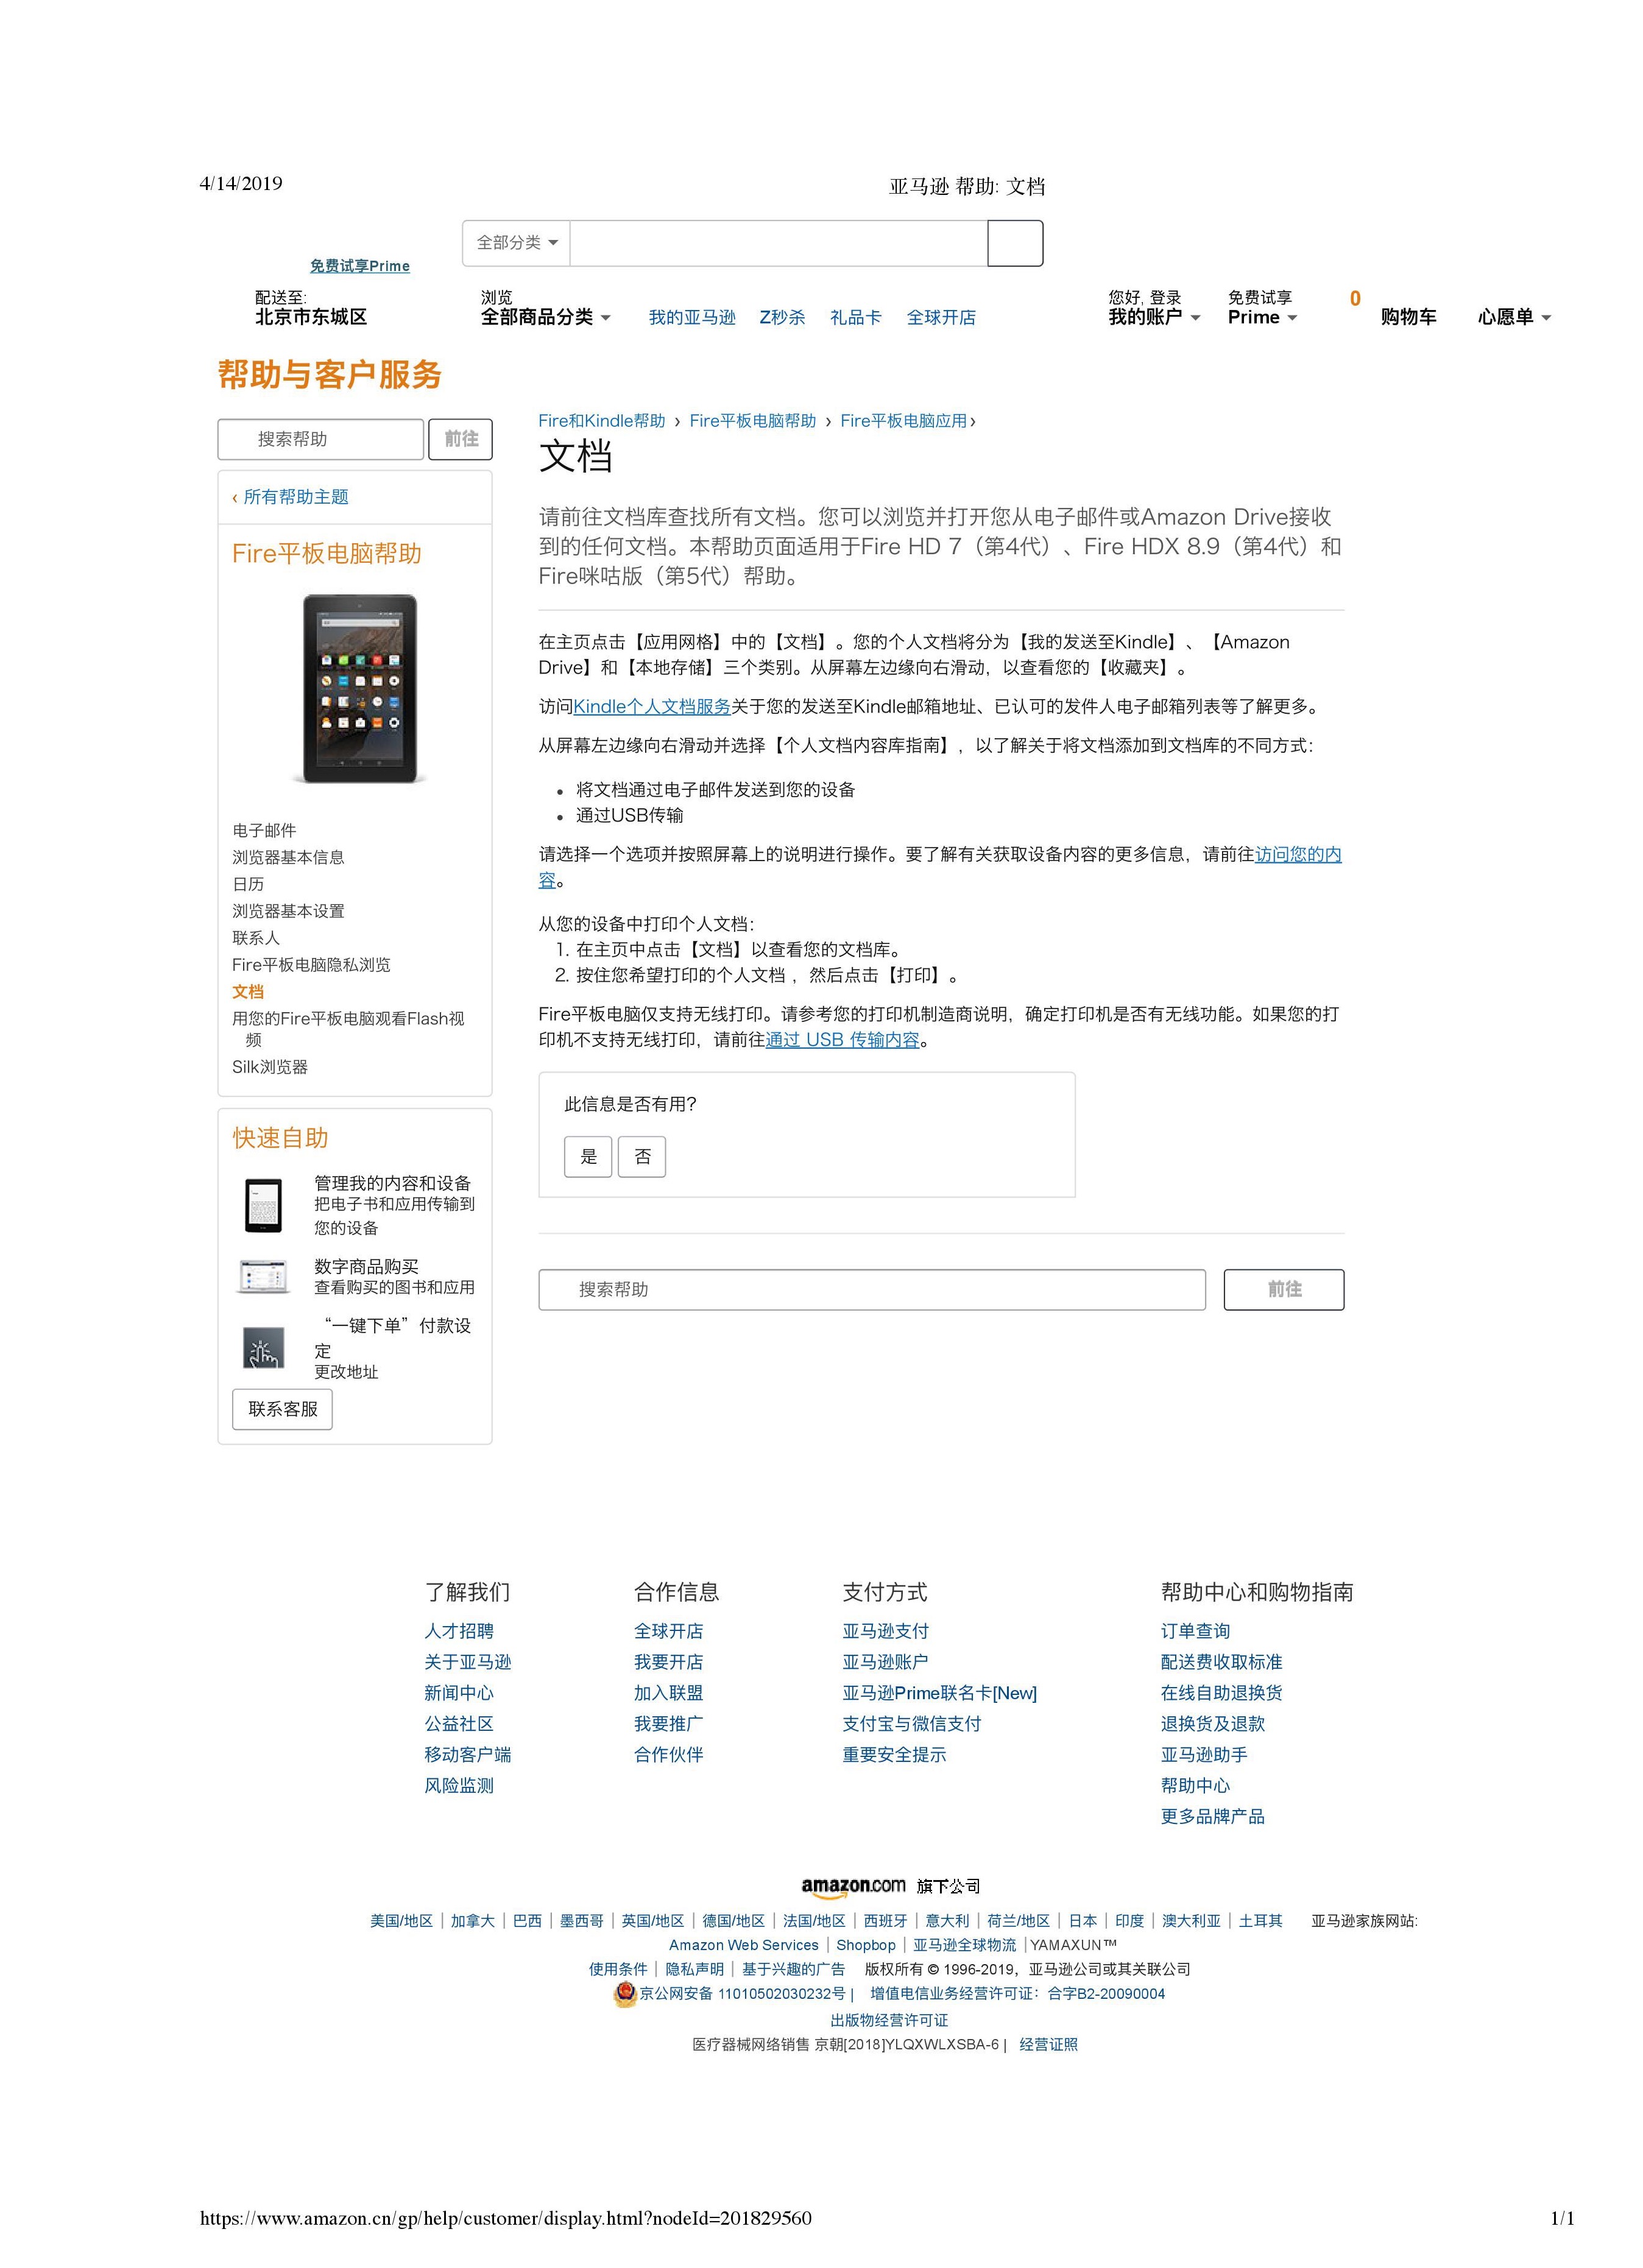 4/14/2019
亚马逊 帮助: 文档
全部分类
免费试享Prime
配送至:
北京市东城区
浏览
全部商品分类
我的亚马逊 Z秒杀 礼品卡 全球开店
您好, 登录
我的账户
免费试享
Prime
0
购物车
心愿单
帮助与客户服务
搜索帮助 前往
‹ 所有帮助主题
Fire平板电脑帮助
电子邮件
浏览器基本信息
日历
浏览器基本设置
联系人
Fire平板电脑隐私浏览
文档
用您的Fire平板电脑观看Flash视
频
Silk浏览器
快速自助
管理我的内容和设备
把电子书和应用传输到
您的设备
数字商品购买
查看购买的图书和应用
“一键下单”付款设
定
更改地址
联系客服
Fire和Kindle帮助 › Fire平板电脑帮助 › Fire平板电脑应用›
文档
请前往文档库查找所有文档。您可以浏览并打开您从电子邮件或Amazon Drive接收
到的任何文档。本帮助页面适用于Fire HD 7（第4代）、Fire HDX 8.9（第4代）和
Fire咪咕版（第5代）帮助。
在主页点击【应用网格】中的【文档】。您的个人文档将分为【我的发送至Kindle】、【Amazon
Drive】和【本地存储】三个类别。从屏幕左边缘向右滑动，以查看您的【收藏夹】。
访问Kindle个人文档服务关于您的发送至Kindle邮箱地址、已认可的发件人电子邮箱列表等了解更多。
从屏幕左边缘向右滑动并选择【个人文档内容库指南】，以了解关于将文档添加到文档库的不同方式：
• 将文档通过电子邮件发送到您的设备
• 通过USB传输
请选择一个选项并按照屏幕上的说明进行操作。要了解有关获取设备内容的更多信息，请前往访问您的内
容。
从您的设备中打印个人文档：
1. 在主页中点击【文档】以查看您的文档库。
2. 按住您希望打印的个人文档 ，然后点击【打印】。
Fire平板电脑仅支持无线打印。请参考您的打印机制造商说明，确定打印机是否有无线功能。如果您的打
印机不支持无线打印，请前往通过 USB 传输内容。
此信息是否有用?
是 否
搜索帮助 前往
了解我们
人才招聘
关于亚马逊
新闻中心
公益社区
移动客户端
风险监测
合作信息
全球开店
我要开店
加入联盟
我要推广
合作伙伴
支付方式
亚马逊支付
亚马逊账户
亚马逊Prime联名卡[New]
支付宝与微信支付
重要安全提示
帮助中心和购物指南
订单查询
配送费收取标准
在线自助退换货
退换货及退款
亚马逊助手
帮助中心
更多品牌产品
amazon.com 旗下公司
美国/地区 | 加拿大 | 巴西 | 墨西哥 | 英国/地区 | 德国/地区 | 法国/地区 | 西班牙 | 意大利 | 荷兰/地区 | 日本 | 印度 | 澳大利亚 | 土耳其 亚马逊家族网站:
Amazon Web Services | Shopbop | 亚马逊全球物流 |YAMAXUN™
使用条件 | 隐私声明 | 基于兴趣的广告 版权所有 © 1996-2019，亚马逊公司或其关联公司
京公网安备 11010502030232号 | 增值电信业务经营许可证：合字B2-20090004
出版物经营许可证
医疗器械网络销售 京朝[2018]YLQXWLXSBA-6 | 经营证照
https://www.amazon.cn/gp/help/customer/display.html?nodeId=201829560
1/1